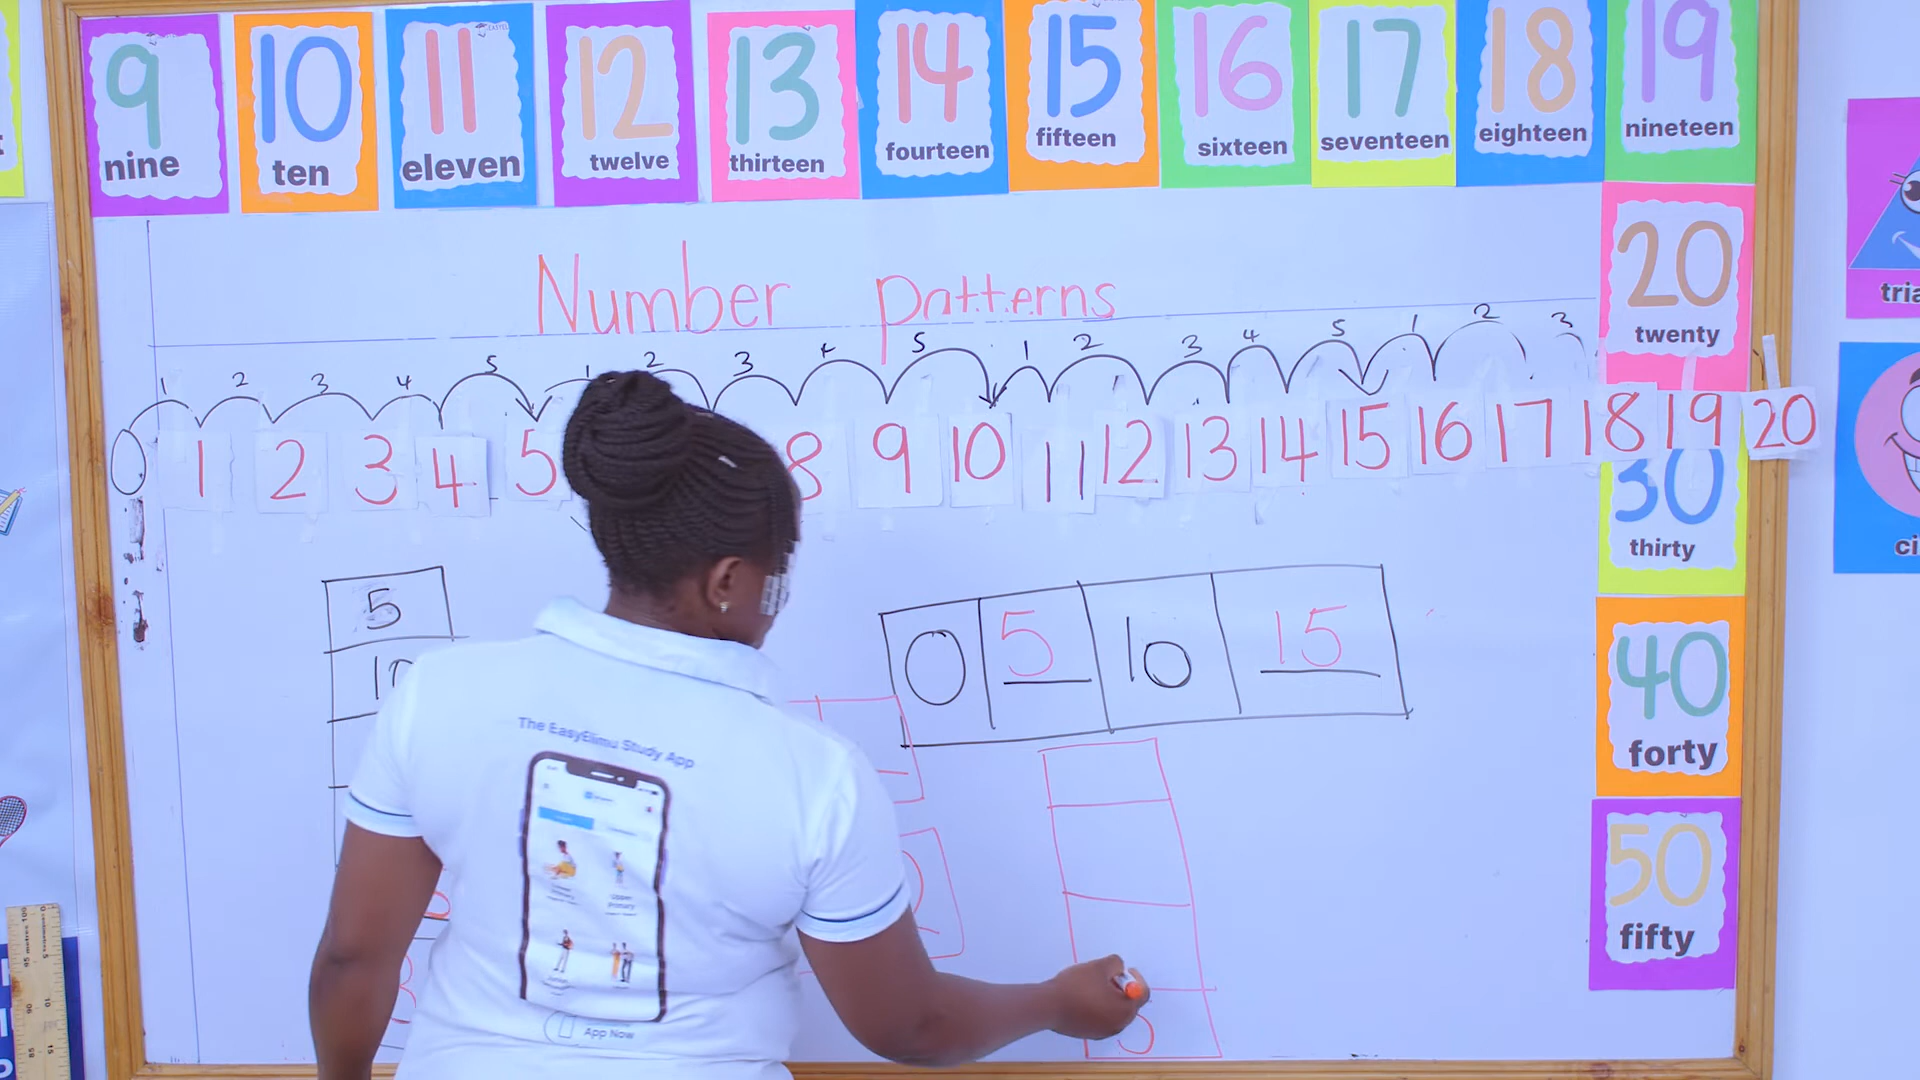 9 10 11 12 13 14 15 16 17 18 19
nine ten eleven twelve thirteen fourteen fifteen sixteen seventeen eighteen nineteen
20
twenty
Number patterns
1 2 3 4 5 1 2 3 4 5 1 2 3 4 5 1 2 3
0 1 2 3 4 5 8 9 10 11 12 13 14 15 16 17 18 19 20
30
thirty
5
10
0 5 10 15
40
forty
50
fifty
The EasyElimu Study App
App Now
5